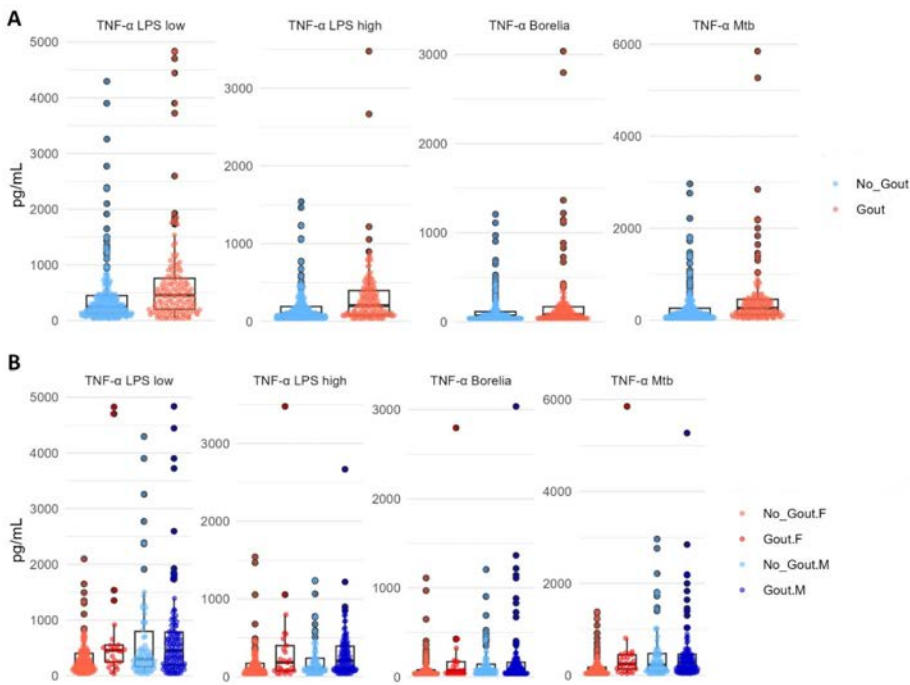 A
TNF-α LPS low
TNF-α LPS high
TNF-α Borelia
TNF-α Mtb
pg/mL
5000
4000
3000
2000
1000
0
3000
2000
1000
0
3000
2000
1000
0
6000
4000
2000
0
No_Gout
Gout
B
TNF-α LPS low
TNF-α LPS high
TNF-α Borelia
TNF-α Mtb
pg/mL
5000
4000
3000
2000
1000
0
3000
2000
1000
0
3000
2000
1000
0
6000
4000
2000
0
No_Gout.F
Gout.F
No_Gout.M
Gout.M